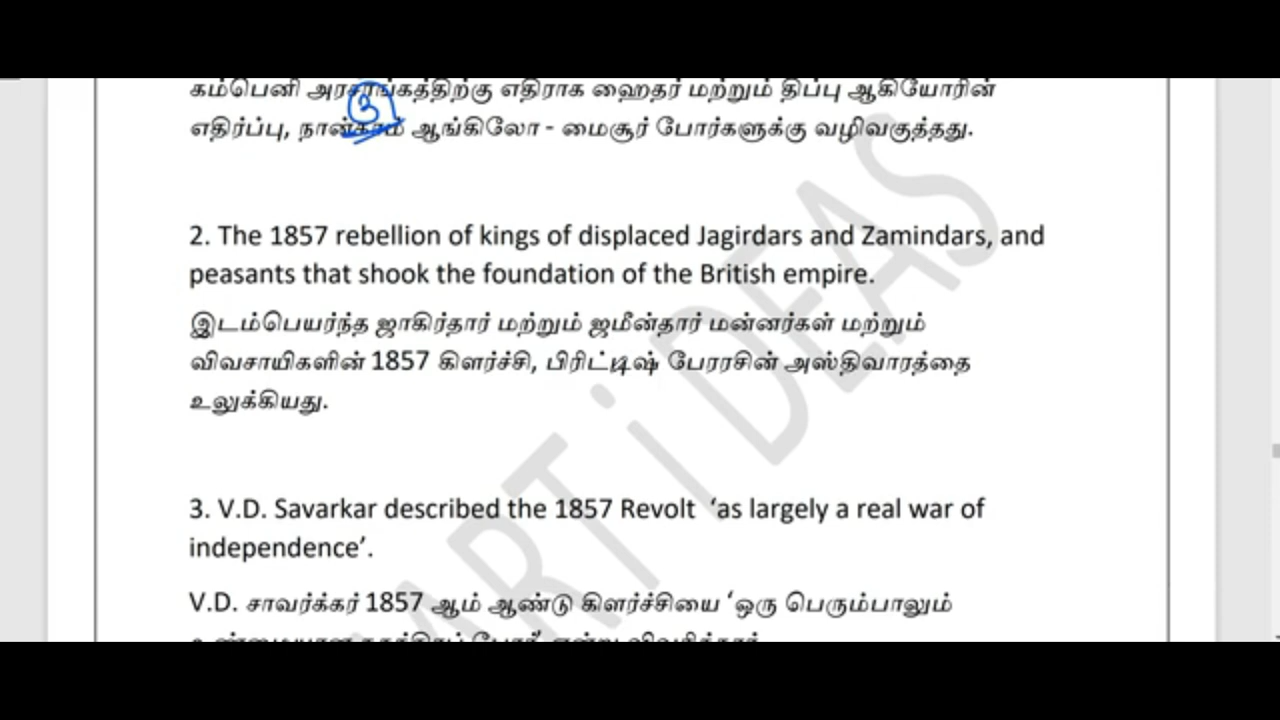 கம்பெனி அரசாங்கத்திற்கு எதிராக ஹைதர் மற்றும் திப்பு ஆகியோரின்
3
எதிர்ப்பு, நான்காம் ஆங்கிலோ - மைசூர் போர்களுக்கு வழிவகுத்தது.
2. The 1857 rebellion of kings of displaced Jagirdars and Zamindars, and
peasants that shook the foundation of the British empire.
இடம்பெயர்ந்த ஜாகிர்தார் மற்றும் ஜமீன்தார் மன்னர்கள் மற்றும்
விவசாயிகளின் 1857 கிளர்ச்சி, பிரிட்டிஷ் பேரரசின் அஸ்திவாரத்தை
உலுக்கியது.
3. V.D. Savarkar described the 1857 Revolt ‘as largely a real war of
independence’.
V.D. சாவர்க்கர் 1857 ஆம் ஆண்டு கிளர்ச்சியை ‘ஒரு பெரும்பாலும்
ART i DEAS